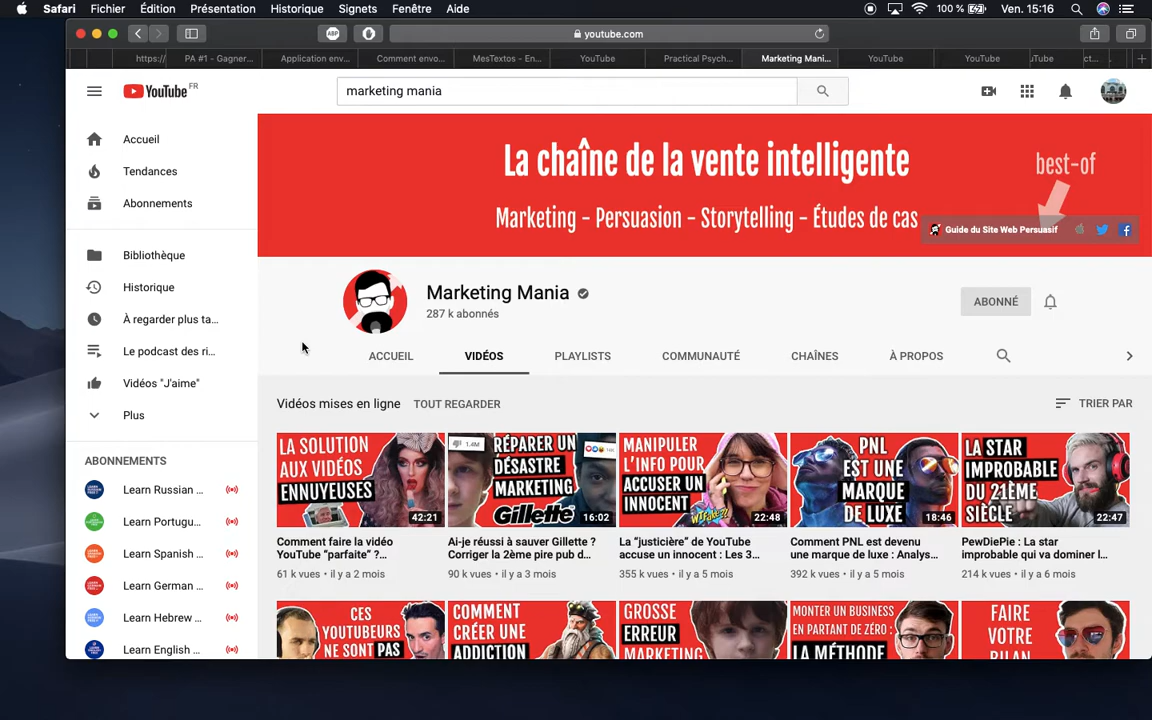 Safari Fichier Édition Présentation Historique Signets Fenêtre Aide 100 % Ven. 15:16
ABP youtube.com
https:/ PA #1 - Gagner... Application env... Comment envo... MesTextos - En... YouTube Practical Psych... Marketing Mani... YouTube YouTube uTube ct...
YouTube FR
marketing mania
Accueil
Tendances
Abonnements
Bibliothèque
Historique
À regarder plus ta...
Le podcast des ri...
Vidéos "J'aime"
Plus
ABONNEMENTS
Learn Russian ...
Learn Portugu...
Learn Spanish ...
Learn German ...
Learn Hebrew ...
Learn English ...
La chaîne de la vente intelligente
Marketing - Persuasion - Storytelling - Études de cas
best-of
Guide du Site Web Persuasif
Marketing Mania
287 k abonnés
ABONNÉ
ACCUEIL VIDÉOS PLAYLISTS COMMUNAUTÉ CHAÎNES À PROPOS
Vidéos mises en ligne TOUT REGARDER TRIER PAR
LA SOLUTION
AUX VIDÉOS
ENNUYEUSES
42:21
Comment faire la vidéo
YouTube “parfaite” ?...
61 k vues • il y a 2 mois
1.4M
RÉPARER UN
DÉSASTRE
MARKETING
Gillette
16:02
Ai-je réussi à sauver Gillette ?
Corriger la 2ème pire pub d...
90 k vues • il y a 3 mois
MANIPULER
L'INFO POUR
ACCUSER UN
INNOCENT
WTFake?!
22:48
La “justicière” de YouTube
accuse un innocent : Les 3...
355 k vues • il y a 5 mois
PNL
EST UNE
MARQUE
DE LUXE
18:46
Comment PNL est devenu
une marque de luxe : Analys...
392 k vues • il y a 5 mois
LA STAR
IMPROBABLE
DU 21ÈME
SIÈCLE
22:47
PewDiePie : La star
improbable qui va dominer l...
214 k vues • il y a 6 mois
CES
YOUTUBEURS
NE SONT PAS
COMMENT
CRÉER UNE
ADDICTION
GROSSE
ERREUR
MARKETING
MONTER UN BUSINESS
EN PARTANT DE ZÉRO :
LA MÉTHODE
FAIRE
VOTRE
BILAN